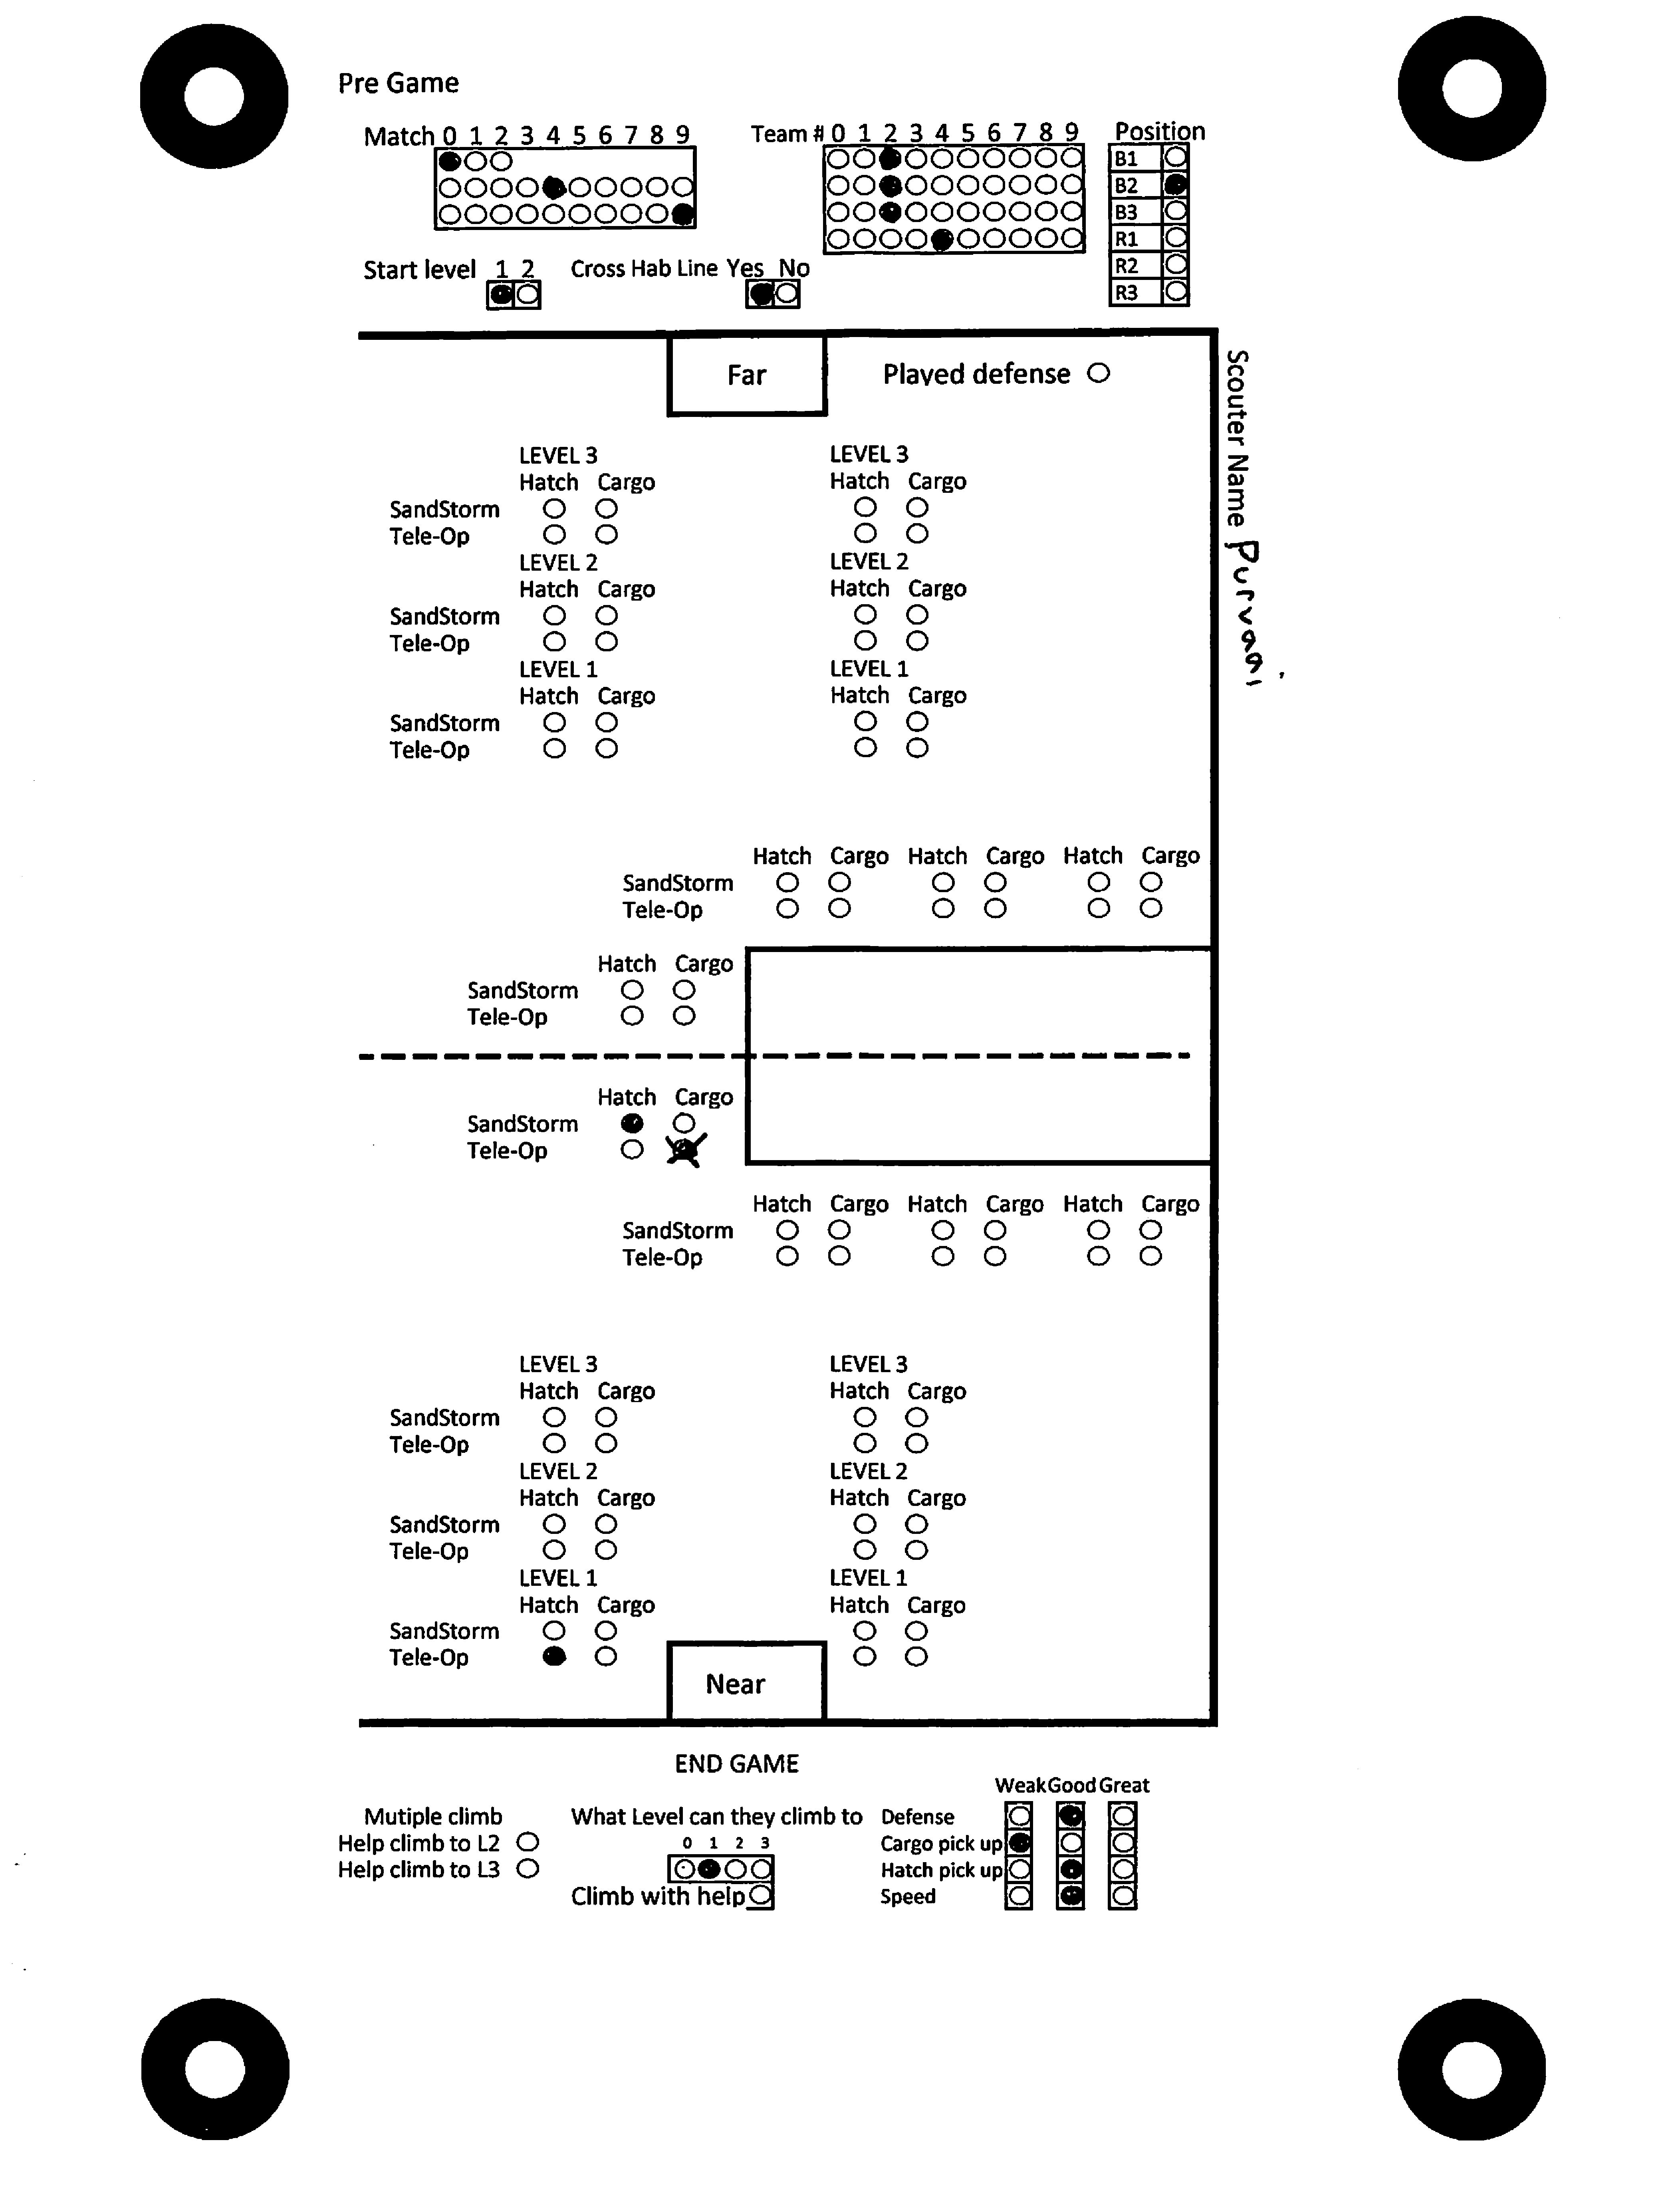 Pre Game
Match 0 1 2 3 4 5 6 7 8 9
Team # 0 1 2 3 4 5 6 7 8 9
Position
B1
B2
B3
R1
R2
R3
Start level 1 2
Cross Hab Line Yes No
Far
Played defense
Scouter Name Purvaai
LEVEL 3 LEVEL 3
Hatch Cargo Hatch Cargo
SandStorm
Tele-Op
LEVEL 2 LEVEL 2
Hatch Cargo Hatch Cargo
SandStorm
Tele-Op
LEVEL 1 LEVEL 1
Hatch Cargo Hatch Cargo
SandStorm
Tele-Op
Hatch Cargo Hatch Cargo Hatch Cargo
SandStorm
Tele-Op
Hatch Cargo
SandStorm
Tele-Op
Hatch Cargo
SandStorm
Tele-Op
Hatch Cargo Hatch Cargo Hatch Cargo
SandStorm
Tele-Op
LEVEL 3 LEVEL 3
Hatch Cargo Hatch Cargo
SandStorm
Tele-Op
LEVEL 2 LEVEL 2
Hatch Cargo Hatch Cargo
SandStorm
Tele-Op
LEVEL 1 LEVEL 1
Hatch Cargo Hatch Cargo
SandStorm
Tele-Op
Near
END GAME
Mutiple climb
Help climb to L2
Help climb to L3
What Level can they climb to
0 1 2 3
Climb with help
Weak Good Great
Defense
Cargo pick up
Hatch pick up
Speed